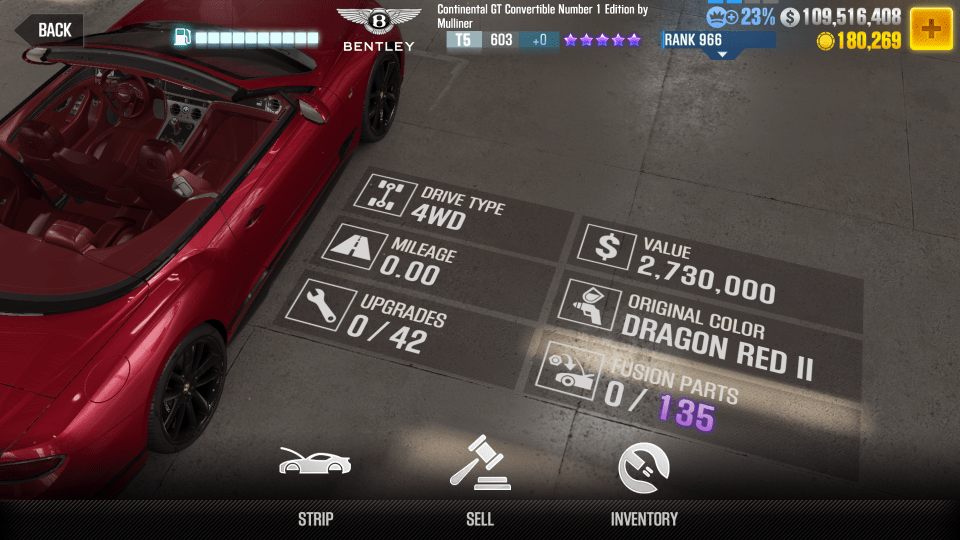 BACK
B
BENTLEY
Continental GT Convertible Number 1 Edition by
Mulliner
T5 603 +0
23% $ 109,516,408
RANK 966
180,269
DRIVE TYPE
4WD
MILEAGE
0.00
UPGRADES
0 / 42
$ VALUE
2,730,000
ORIGINAL COLOR
DRAGON RED II
FUSION PARTS
0 / 135
STRIP
SELL
INVENTORY